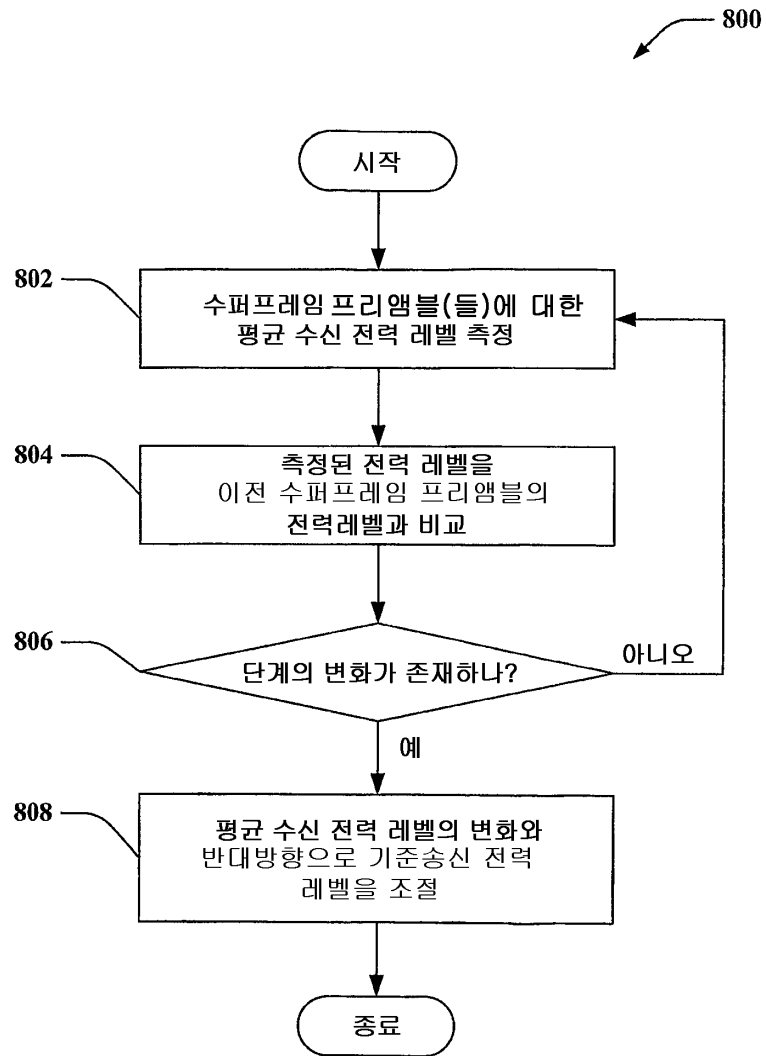 800
시작
802
수퍼프레임 프리앰블(들)에 대한
평균 수신 전력 레벨 측정
804
측정된 전력 레벨을
이전 수퍼프레임 프리앰블의
전력레벨과 비교
806
단계의 변화가 존재하나?
아니오
예
808
평균 수신 전력 레벨의 변화와
반대방향으로 기준송신 전력
레벨을 조절
종료